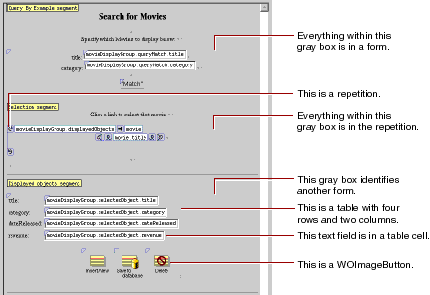 Query By Example segment
Search for Movies
Specify which Movies to display below:
title: movieDisplayGroup.queryMatch.title
category: movieDisplayGroup.queryMatch.category
"Match"
Selection segment
Click a link to select that movie
movieDisplayGroup.displayedObjects movie
movie.title
Displayed objects segment
title: movieDisplayGroup.selectedObject.title
category: movieDisplayGroup.selectedObject.category
dateReleased: movieDisplayGroup.selectedObject.dateReleased
revenue: movieDisplayGroup.selectedObject.revenue
Insert New
Save to database
Delete
Everything within this
gray box is in a form.
This is a repetition.
Everything within this
gray box is in the repetition.
This gray box identifies
another form.
This is a table with four
rows and two columns.
This text field is in a table cell.
This is a WOImageButton.